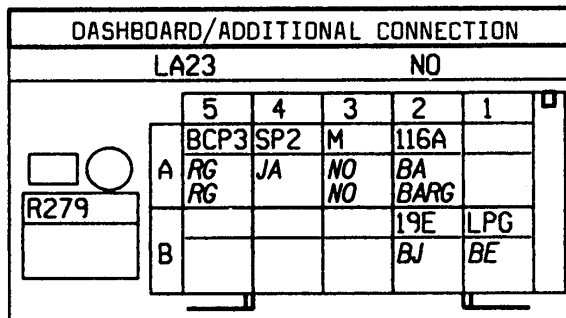 DASHBOARD/ADDITIONAL CONNECTION
LA23 NO
5 4 3 2 1
BCP3 SP2 M 116A
A RG JA NO BA
RG NO BARG
R279
19E LPG
B BJ BE